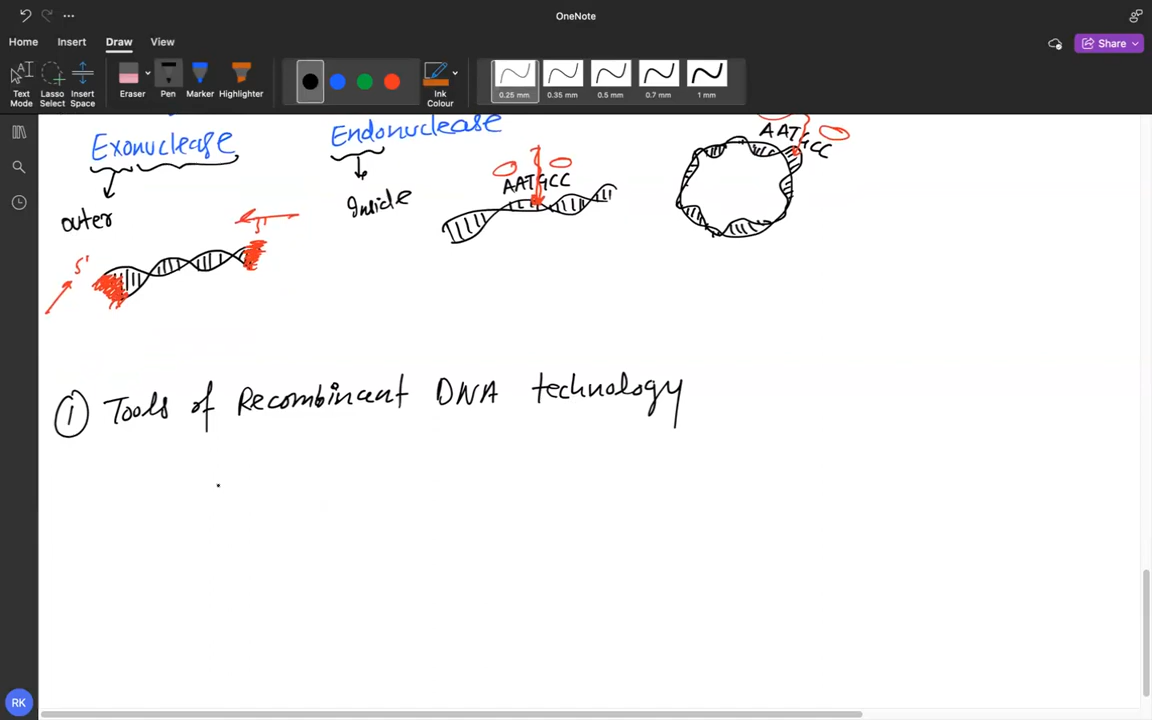 OneNote
Home Insert Draw View
Share
Text Mode
Lasso Select
Insert Space
Eraser
Pen
Marker
Highlighter
Ink Colour
0.25 mm
0.35 mm
0.5 mm
0.7 mm
1 mm
Exonuclease
Endonuclease
AATGCC
AATGCC
outer
Inside
5'
5'
① Tools of Recombinant DNA technology
RK